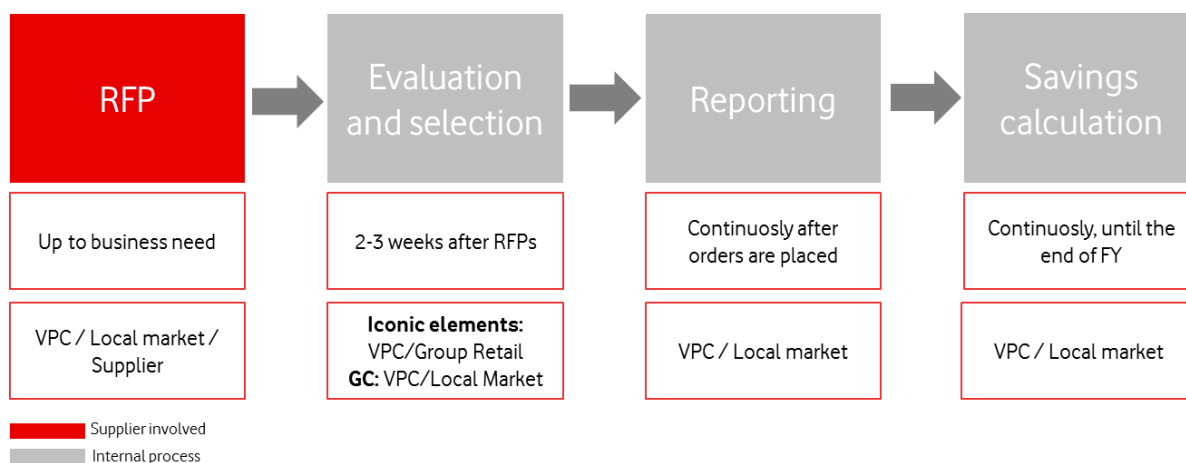 RFP
Evaluation
and selection
Reporting
Savings
calculation
Up to business need
2-3 weeks after RFPs
Continuosly after
orders are placed
Continuosly, until the
end of FY
VPC / Local market /
Supplier
Iconic elements:
VPC/Group Retail
GC: VPC/Local Market
VPC / Local market
VPC / Local market
Supplier involved
Internal process